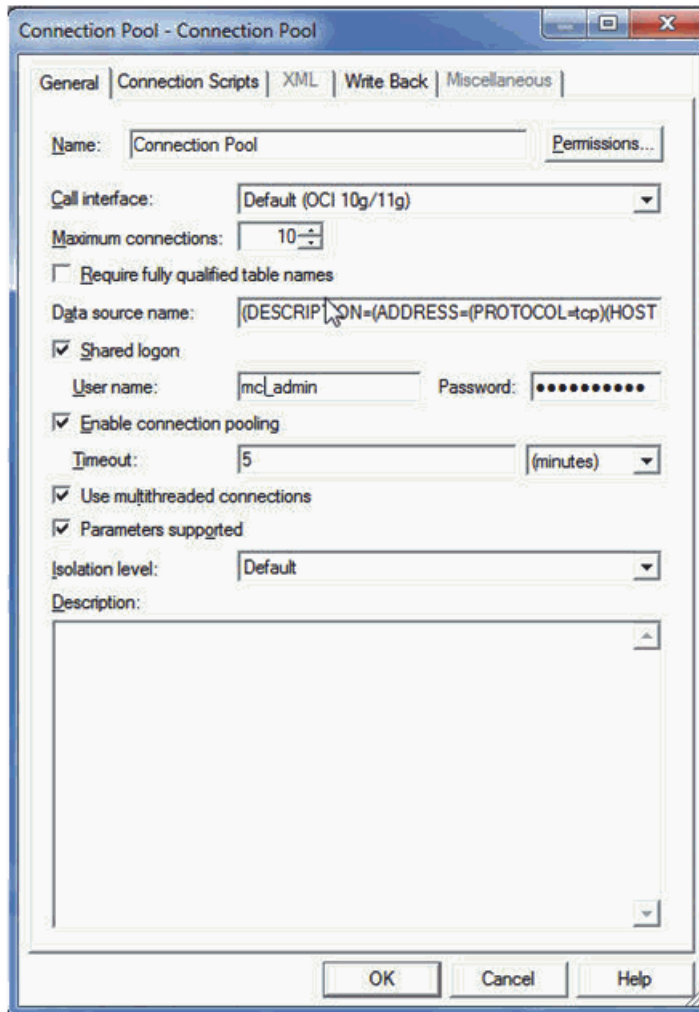 Connection Pool - Connection Pool
General Connection Scripts XML Write Back Miscellaneous
Name: Connection Pool Permissions...
Call interface: Default (OCI 10g/11g)
Maximum connections: 10
Require fully qualified table names
Data source name: (DESCRIPTION=(ADDRESS=(PROTOCOL=tcp)(HOST
Shared logon
User name: mcl_admin Password: ●●●●●●●●●●
Enable connection pooling
Timeout: 5 (minutes)
Use multithreaded connections
Parameters supported
Isolation level: Default
Description:
OK Cancel Help